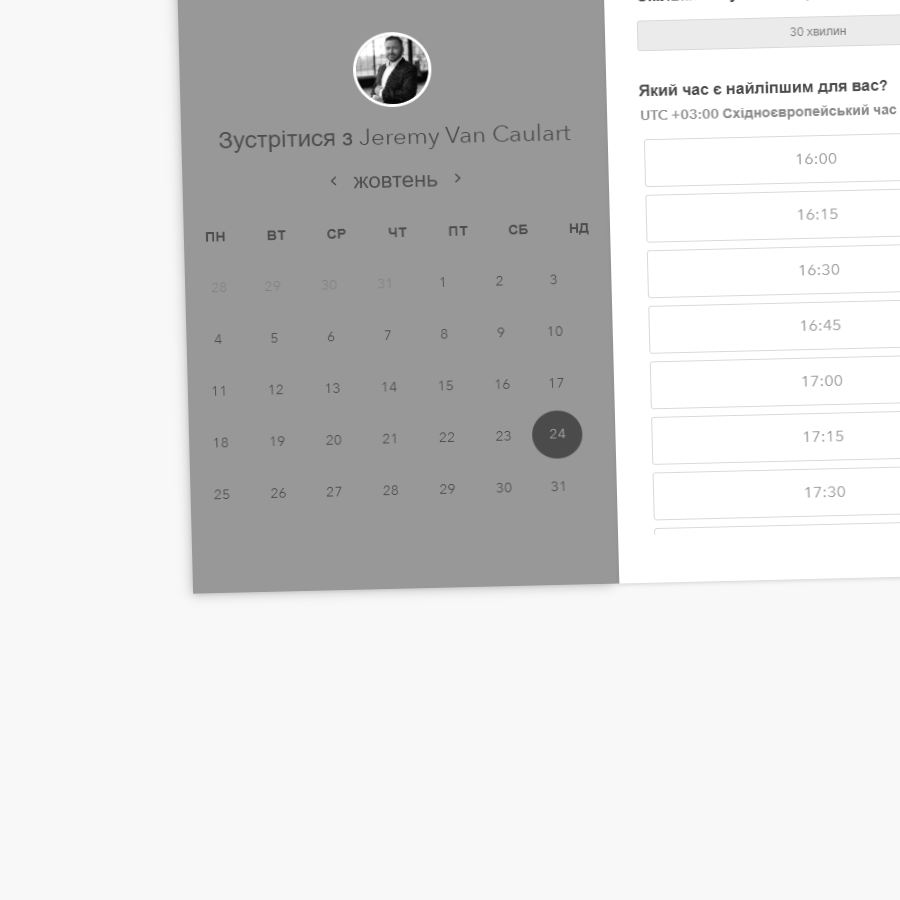 Зустрітися з Jeremy Van Caulart
‹ жовтень ›
ПН ВТ СР ЧТ ПТ СБ НД
28 29 30 31 1 2 3
4 5 6 7 8 9 10
11 12 13 14 15 16 17
18 19 20 21 22 23 24
25 26 27 28 29 30 31
30 хвилин
Який час є найліпшим для вас?
UTC +03:00 Східноєвропейський час
16:00
16:15
16:30
16:45
17:00
17:15
17:30